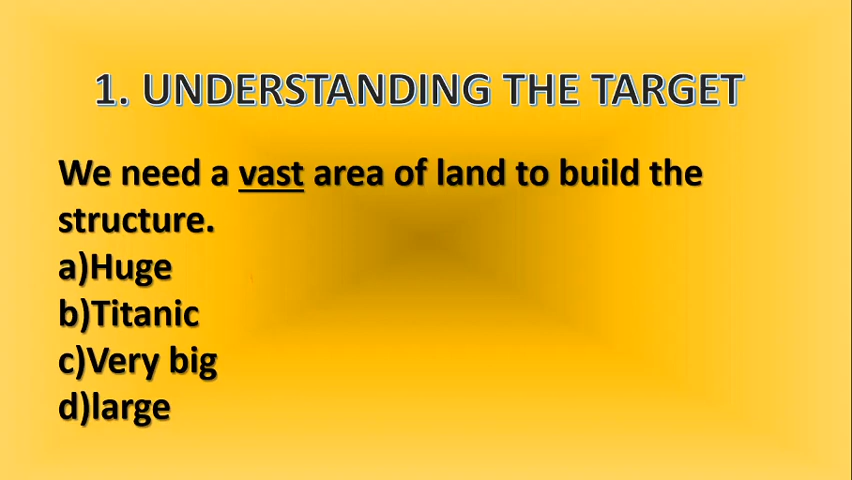 1. UNDERSTANDING THE TARGET
We need a vast area of land to build the
structure.
a)Huge
b)Titanic
c)Very big
d)large